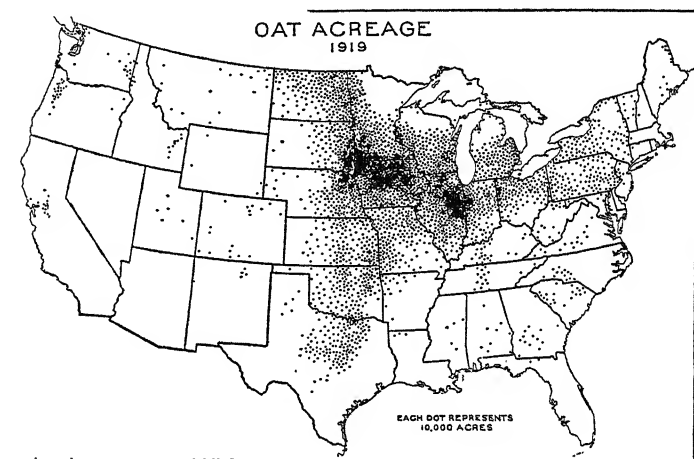 OAT ACREAGE
1919
EACH DOT REPRESENTS
10,000 ACRES